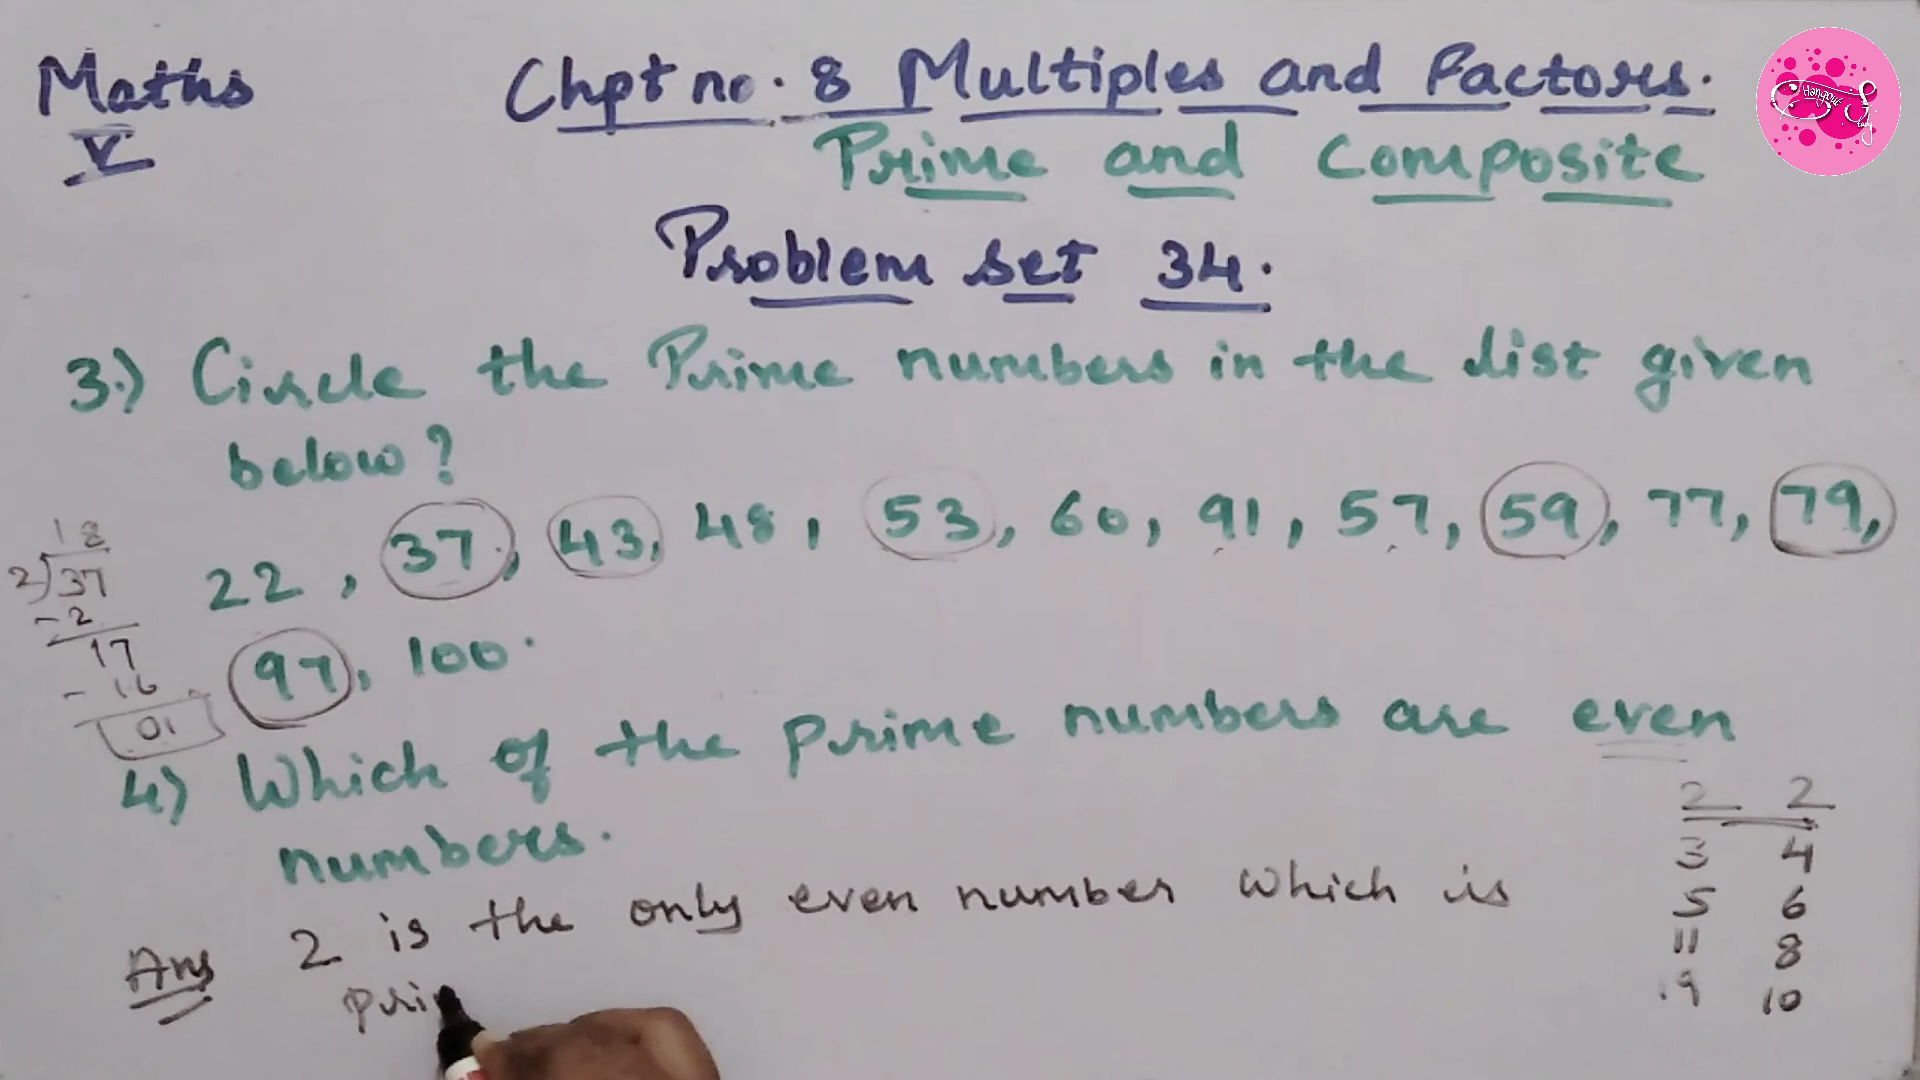 Maths Chpt no. 8 Multiples and Factors.
V Prime and Composite
Problem set 34.
3.) Circle the Prime numbers in the list given
below?
22, 37, 43, 48, 53, 60, 91, 57, 59, 77, 79,
97, 100.
18
2)37
-2
17
-16
01
4) Which of the prime numbers are even
numbers.
Ans 2 is the only even number which is
pri
2 2
3 4
5 6
11 8
19 10
Hangout